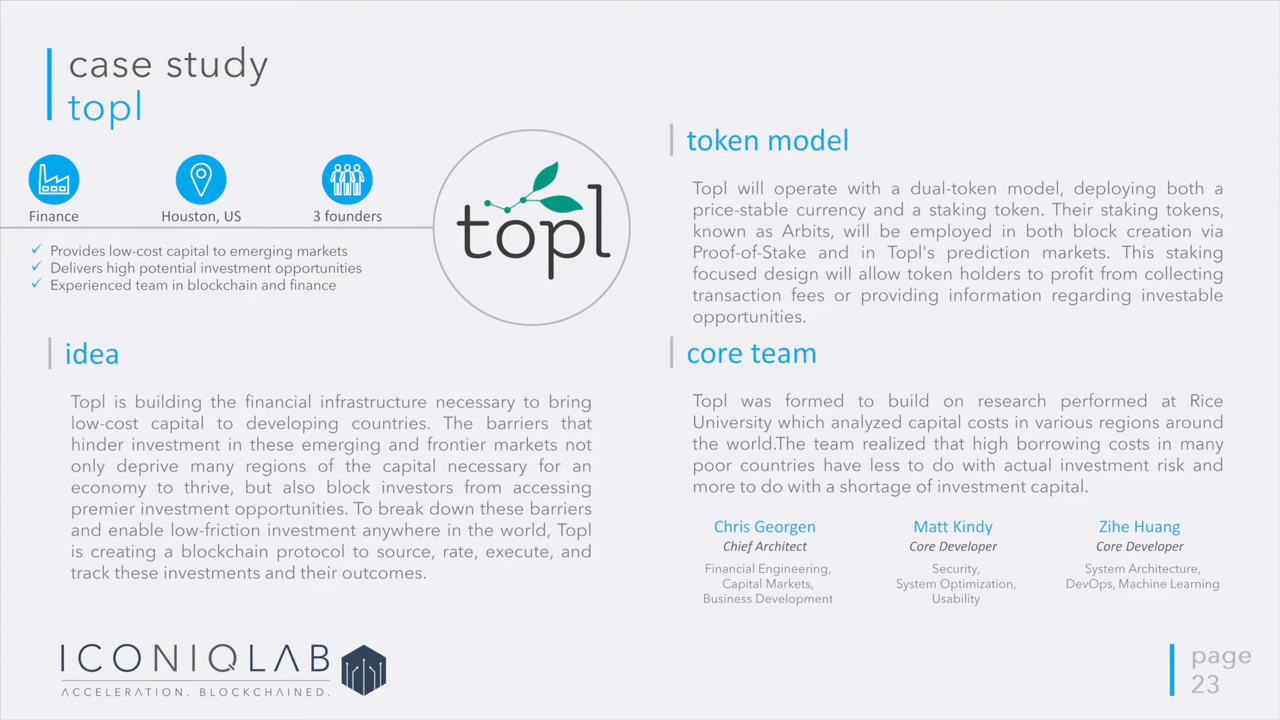 case study
topl
Finance
Houston, US
3 founders
✓ Provides low-cost capital to emerging markets
✓ Delivers high potential investment opportunities
✓ Experienced team in blockchain and finance
topl
idea
Topl is building the financial infrastructure necessary to bring
low-cost capital to developing countries. The barriers that
hinder investment in these emerging and frontier markets not
only deprive many regions of the capital necessary for an
economy to thrive, but also block investors from accessing
premier investment opportunities. To break down these barriers
and enable low-friction investment anywhere in the world, Topl
is creating a blockchain protocol to source, rate, execute, and
track these investments and their outcomes.
token model
Topl will operate with a dual-token model, deploying both a
price-stable currency and a staking token. Their staking tokens,
known as Arbits, will be employed in both block creation via
Proof-of-Stake and in Topl's prediction markets. This staking
focused design will allow token holders to profit from collecting
transaction fees or providing information regarding investable
opportunities.
core team
Topl was formed to build on research performed at Rice
University which analyzed capital costs in various regions around
the world.The team realized that high borrowing costs in many
poor countries have less to do with actual investment risk and
more to do with a shortage of investment capital.
Chris Georgen
Chief Architect
Financial Engineering,
Capital Markets,
Business Development
Matt Kindy
Core Developer
Security,
System Optimization,
Usability
Zihe Huang
Core Developer
System Architecture,
DevOps, Machine Learning
ICONIQLAB
ACCELERATION. BLOCKCHAINED.
page
23